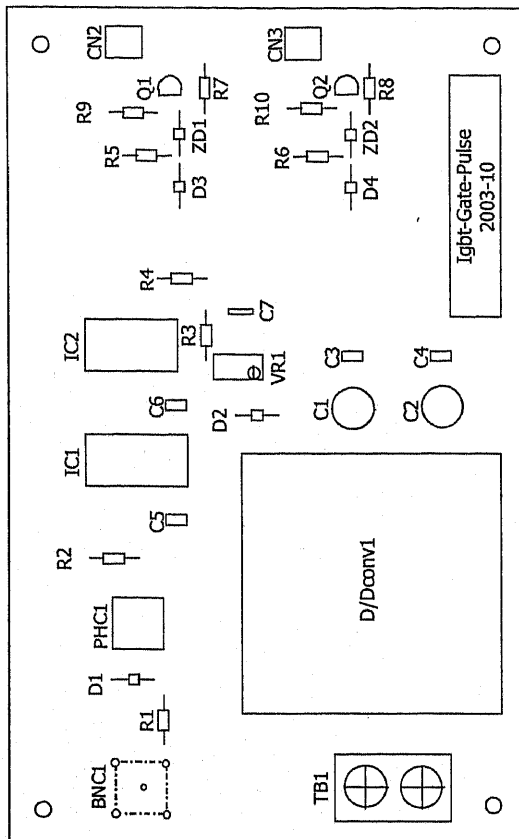 CN2
CN3
Q1
R7
Q2
R8
R9
ZD1
R10
ZD2
R5
D3
R6
D4
Igbt-Gate-Pulse
2003-10
R4
IC2
R3
C7
VR1
C3
C4
C6
D2
C1
C2
IC1
C5
R2
D/Dconv1
PHC1
D1
R1
BNC1
TB1